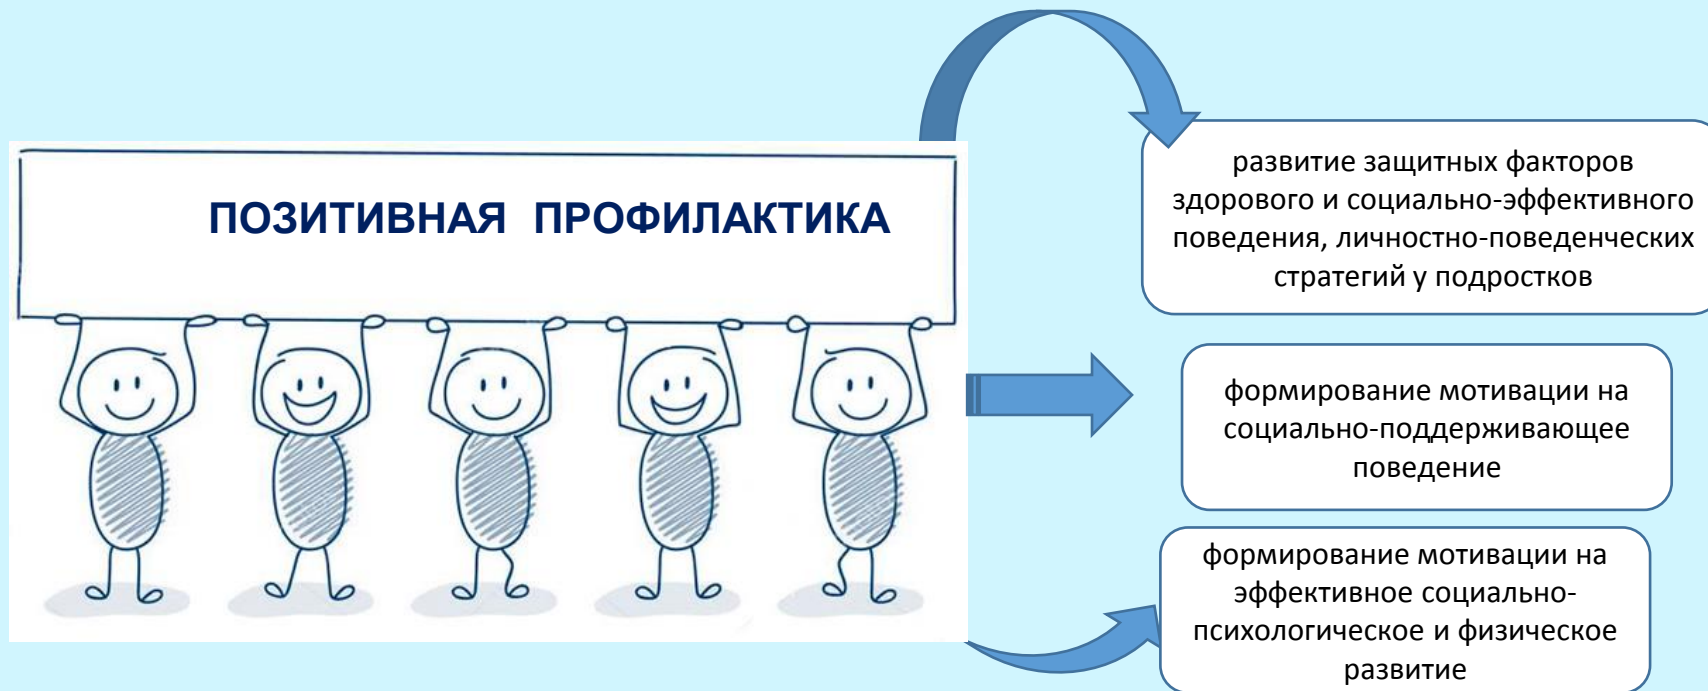 ПОЗИТИВНАЯ ПРОФИЛАКТИКА
развитие защитных факторов
здорового и социально-эффективного
поведения, личностно-поведенческих
стратегий у подростков
формирование мотивации на
социально-поддерживающее
поведение
формирование мотивации на
эффективное социально-
психологическое и физическое
развитие